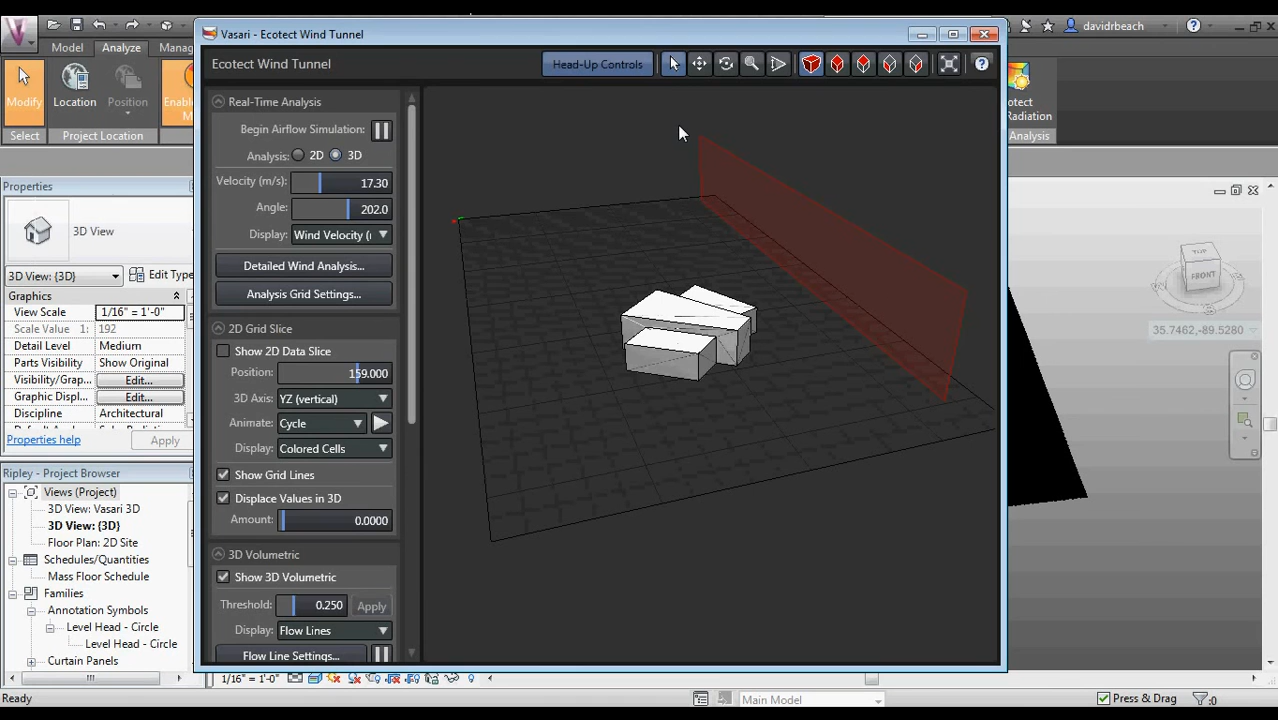 Vasari - Ecotect Wind Tunnel
davidrbeach
Model
Analyze
Manag
Ecotect Wind Tunnel
Head-Up Controls
Modify
Location
Position
Enable
M
otect
Radiation
Select
Project Location
Analysis
Real-Time Analysis
Begin Airflow Simulation:
Analysis: 2D 3D
Velocity (m/s): 17.30
Angle: 202.0
Display: Wind Velocity (
Detailed Wind Analysis...
Analysis Grid Settings...
2D Grid Slice
Show 2D Data Slice
Position: 159.000
3D Axis: YZ (vertical)
Animate: Cycle
Display: Colored Cells
Show Grid Lines
Displace Values in 3D
Amount: 0.0000
3D Volumetric
Show 3D Volumetric
Threshold: 0.250 Apply
Display: Flow Lines
Flow Line Settings...
Properties
3D View
3D View: {3D}
Edit Type
Graphics
View Scale 1/16" = 1'-0"
Scale Value 1: 192
Detail Level Medium
Parts Visibility Show Original
Visibility/Grap... Edit...
Graphic Displ... Edit...
Discipline Architectural
Properties help
Apply
Ripley - Project Browser
Views (Project)
3D View: Vasari 3D
3D View: {3D}
Floor Plan: 2D Site
Schedules/Quantities
Mass Floor Schedule
Families
Annotation Symbols
Level Head - Circle
Level Head - Circle
Curtain Panels
FRONT
35.7462,-89.5280
1/16" = 1'-0"
Ready
Main Model
Press & Drag
:0